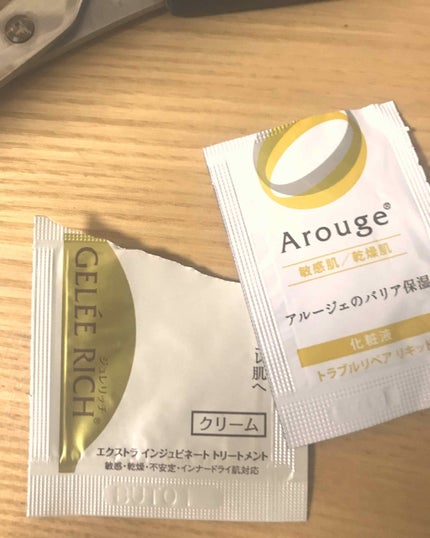 Arouge®
敏感肌／乾燥肌
アルージェのバリア保湿
化粧液
トラブルリペア リキッド
GELÉE RICH®
ジュレリッチ
肌へ
クリーム
エクストラ インジュビネート トリートメント
敏感・乾燥・不安定・インナードライ肌対応